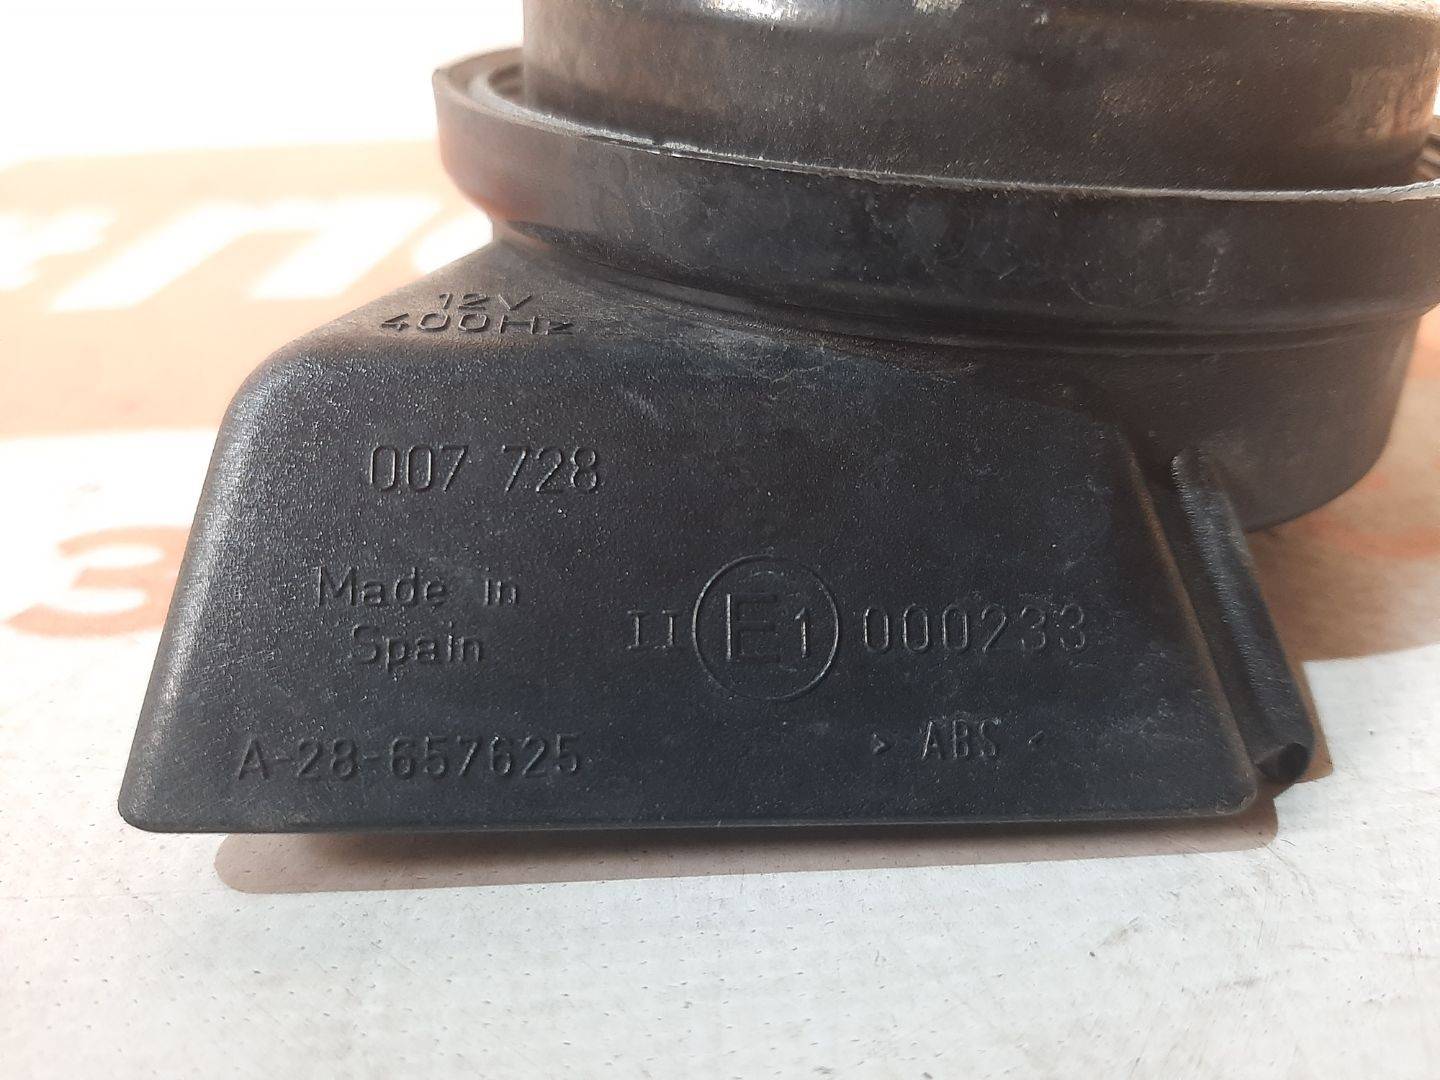 12V
400Hz
007 728
Made in
Spain
II E1 000233
A-28-657625
> ABS <